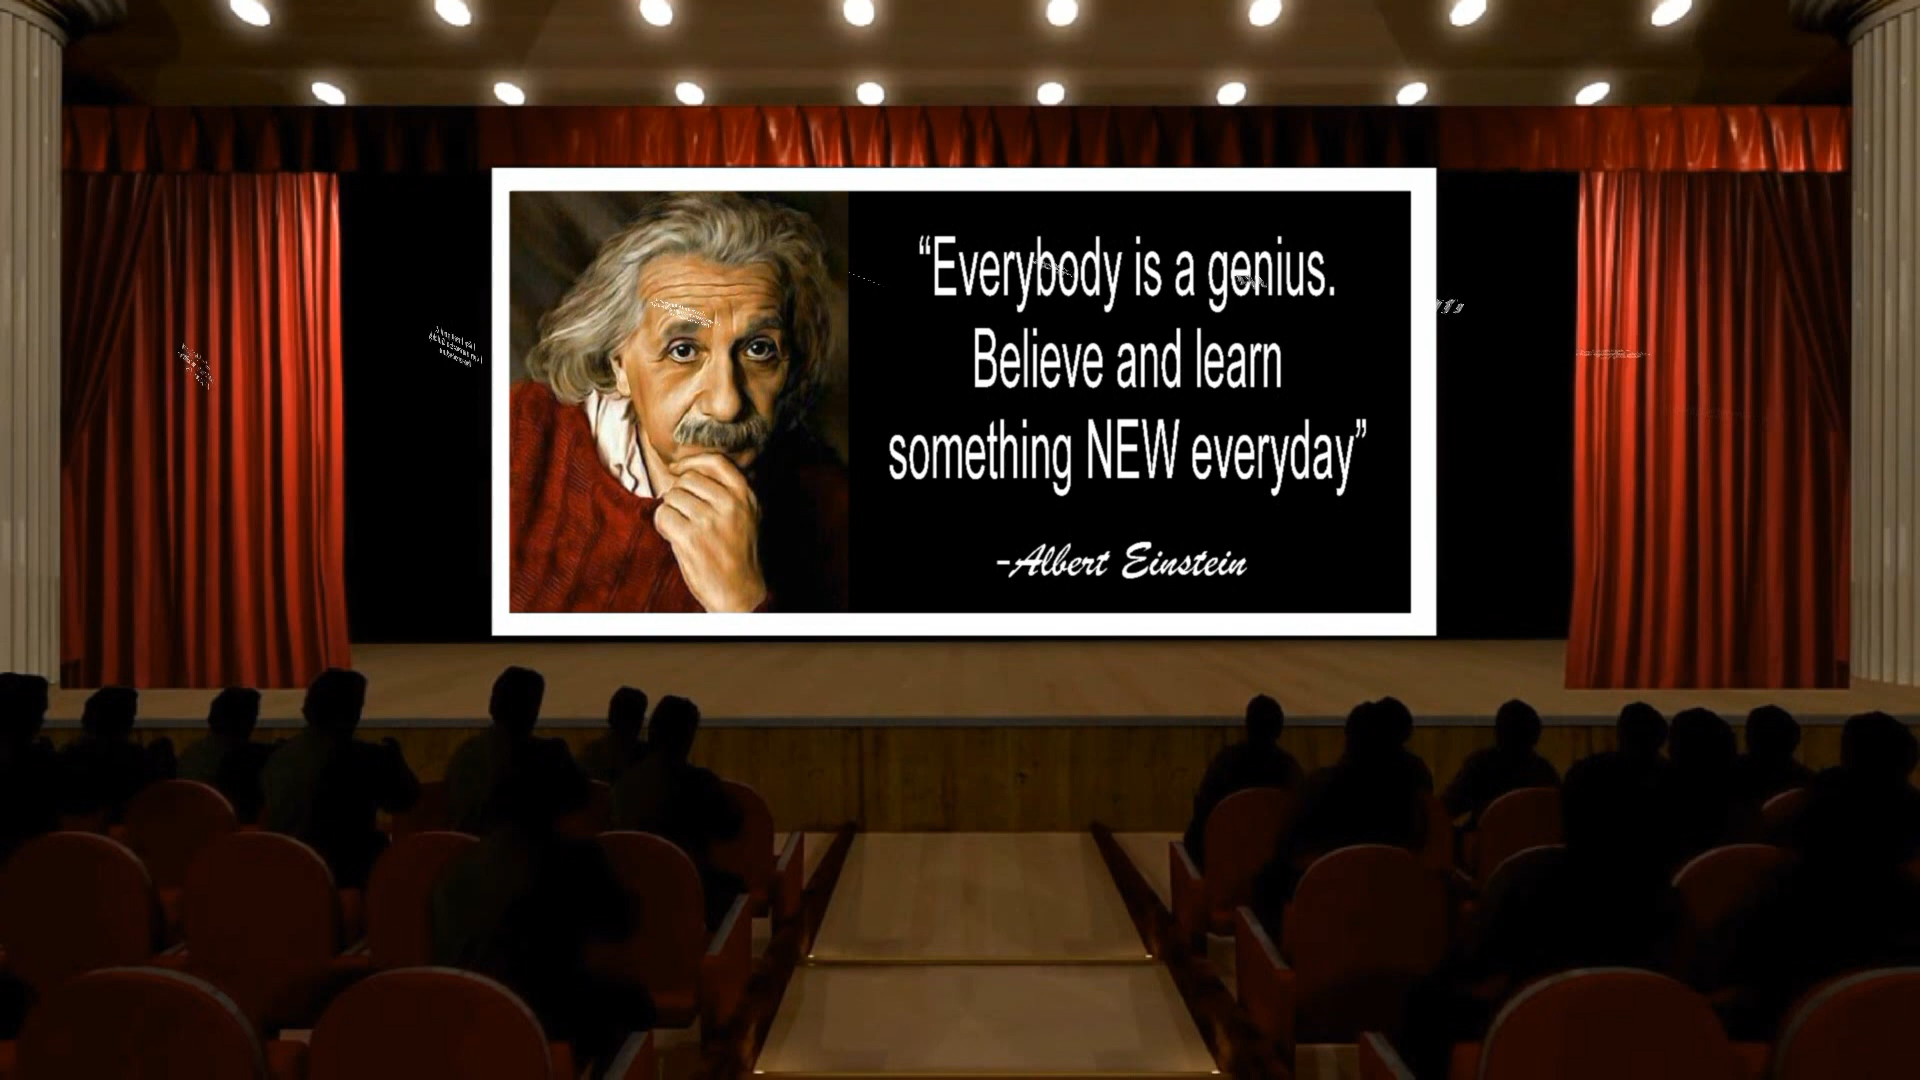 “Everybody is a genius.
Believe and learn
something NEW everyday”
-Albert Einstein